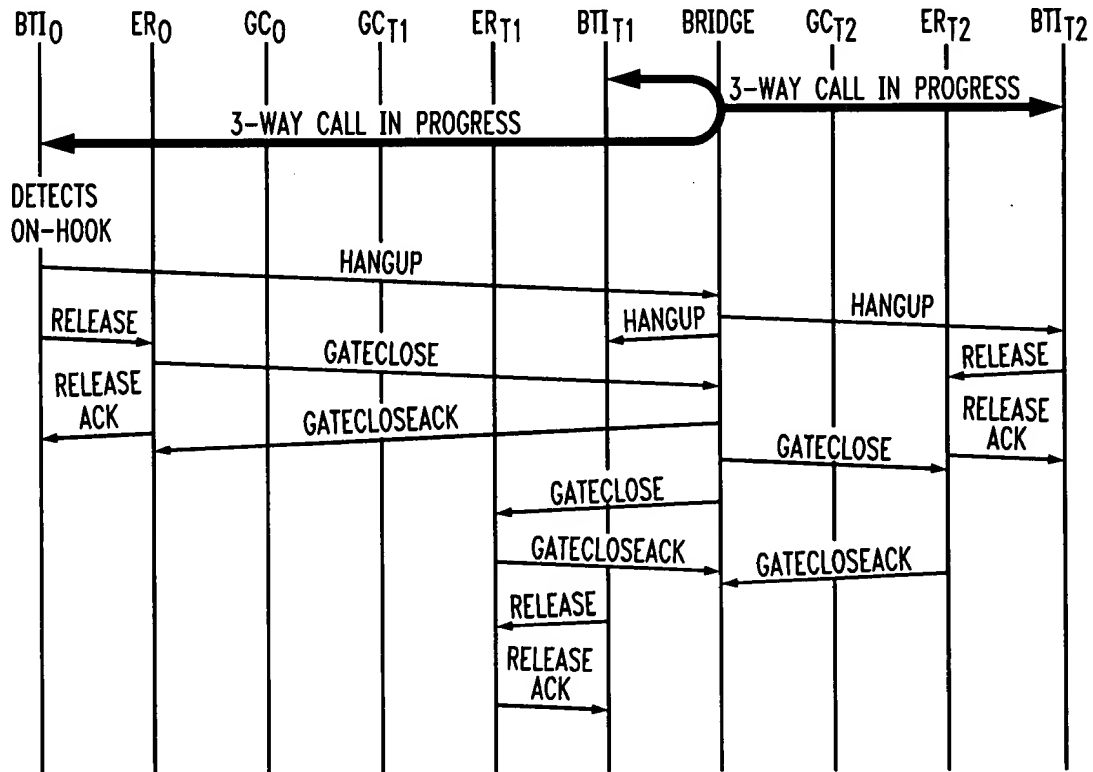 BTI0 ER0 GC0 GCT1 ERT1 BTIT1 BRIDGE GCT2 ERT2 BTIT2
3-WAY CALL IN PROGRESS
3-WAY CALL IN PROGRESS
DETECTS
ON-HOOK
HANGUP
HANGUP
HANGUP
RELEASE
GATECLOSE
RELEASE
RELEASE
ACK
GATECLOSEACK
RELEASE
ACK
GATECLOSE
GATECLOSE
GATECLOSEACK
GATECLOSEACK
RELEASE
RELEASE
ACK